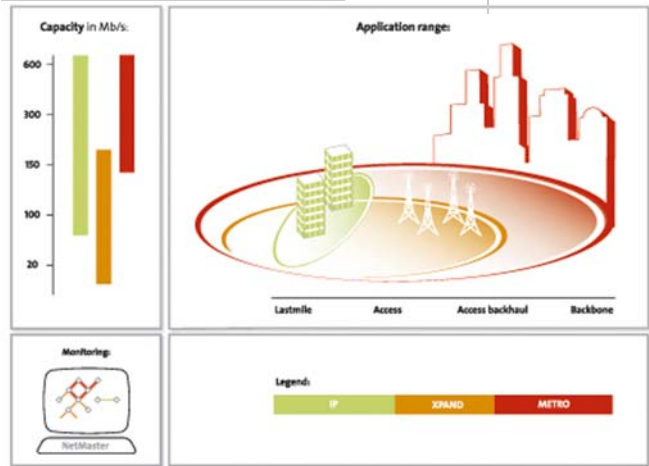 Capacity in Mb/s:
600
300
150
100
20
Application range:
Lastmile Access Access backhaul Backbone
Monitoring:
NetMaster
Legend:
IP XPAND METRO